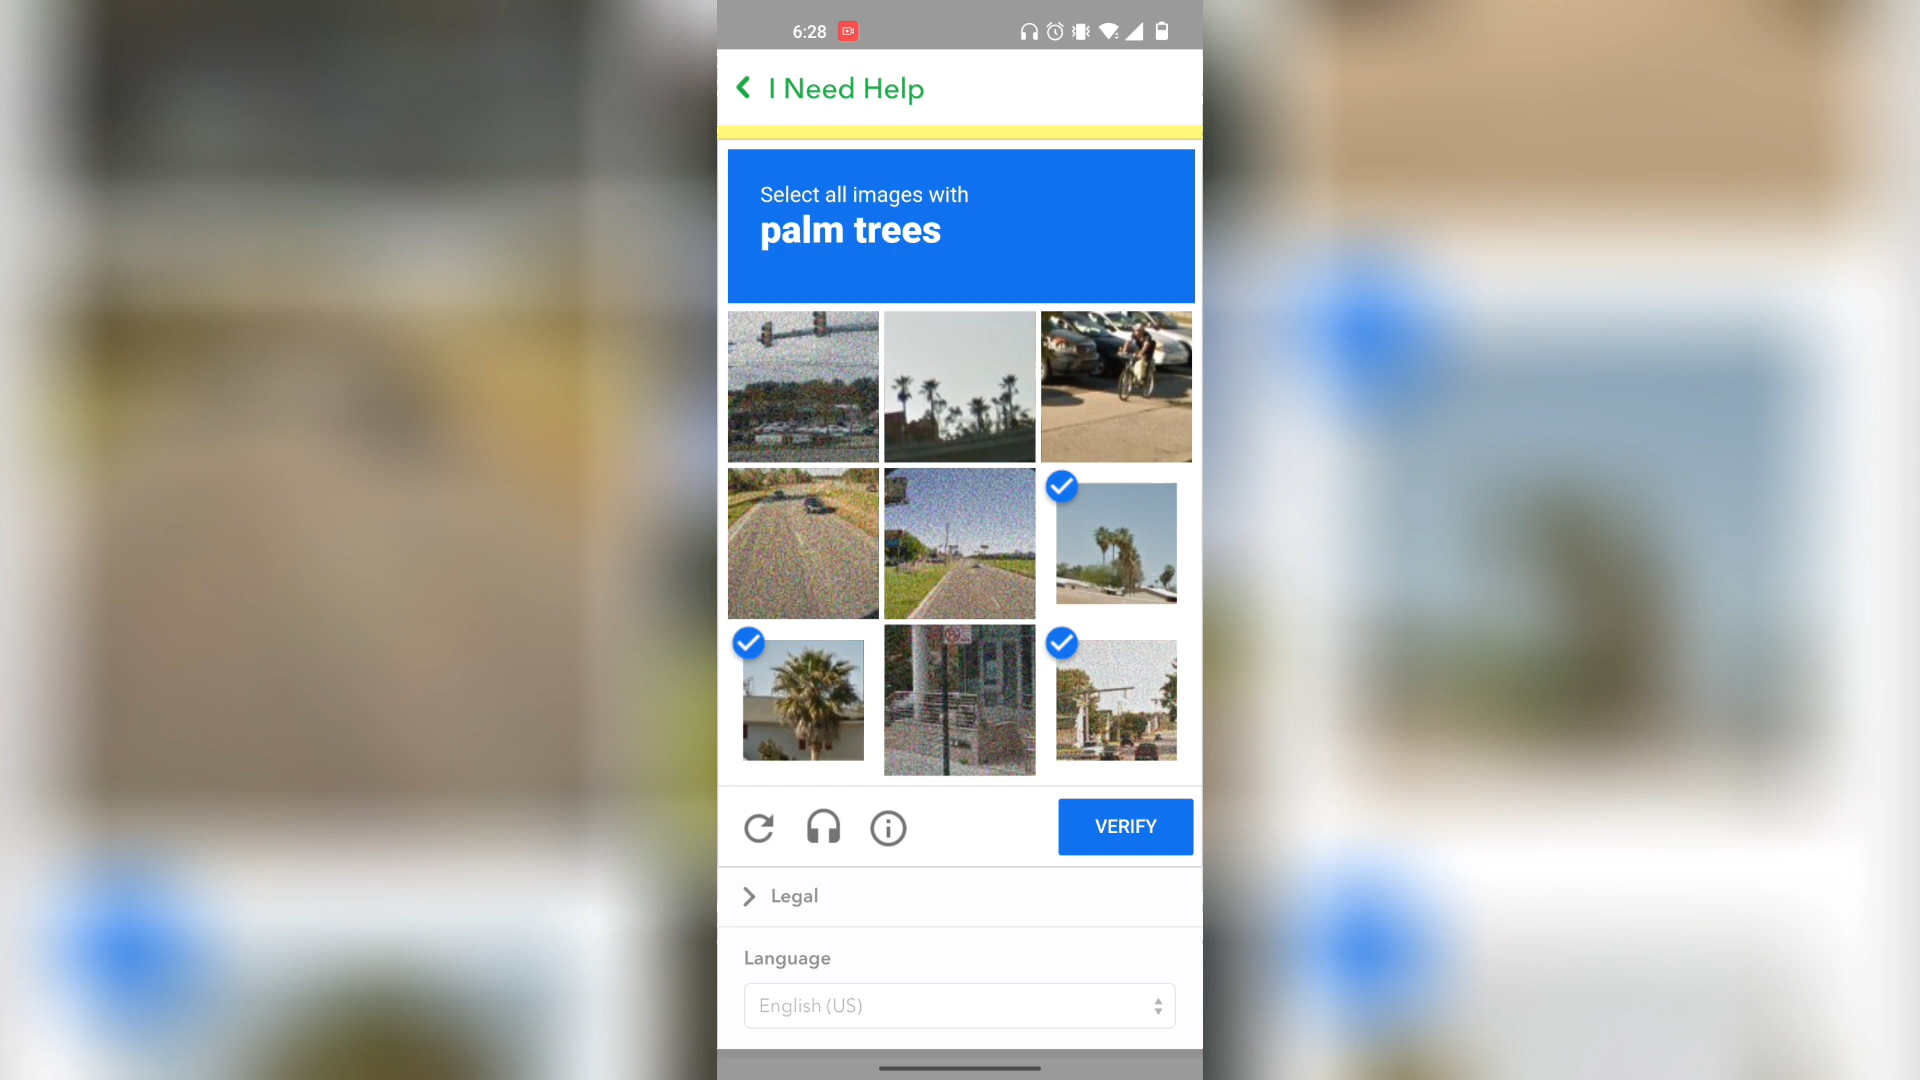 6:28
I Need Help
Select all images with
palm trees
VERIFY
Legal
Language
English (US)